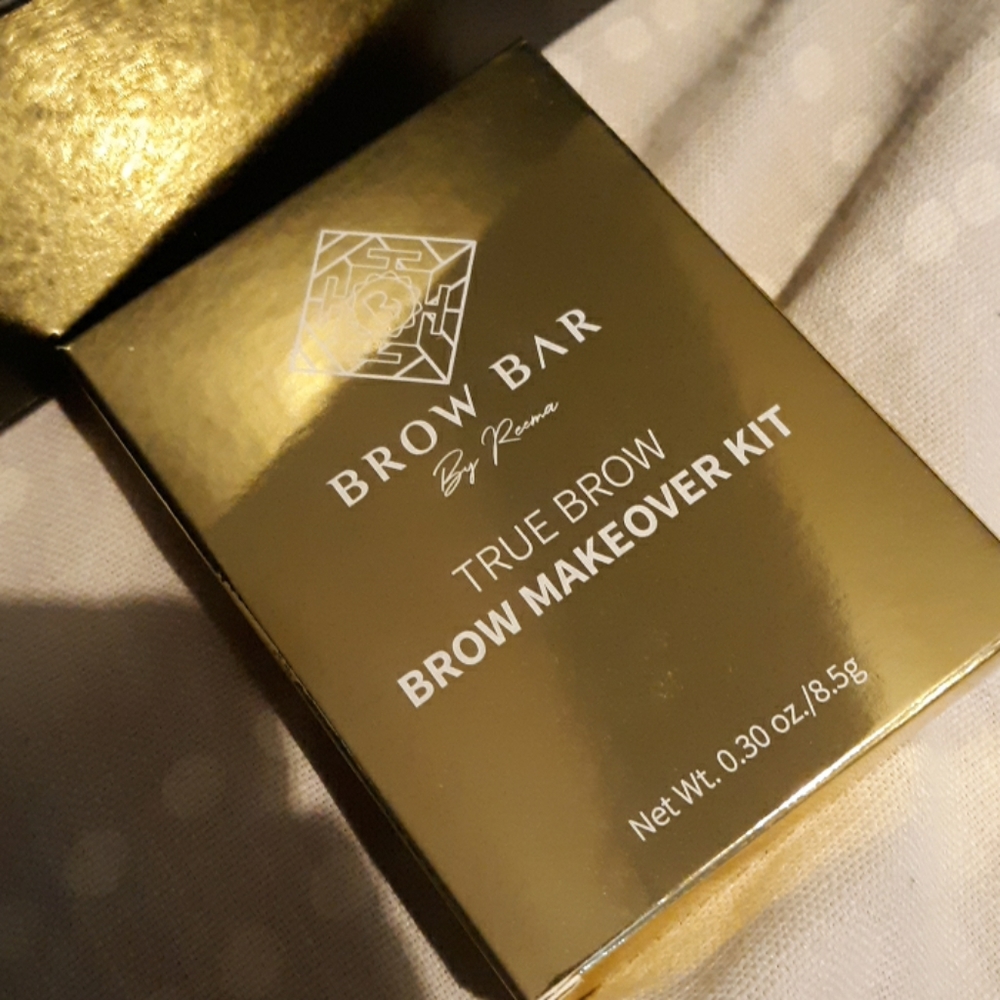 BROW BAR
By Reema
TRUE BROW
BROW MAKEOVER KIT
Net Wt. 0.30 oz./8.5g